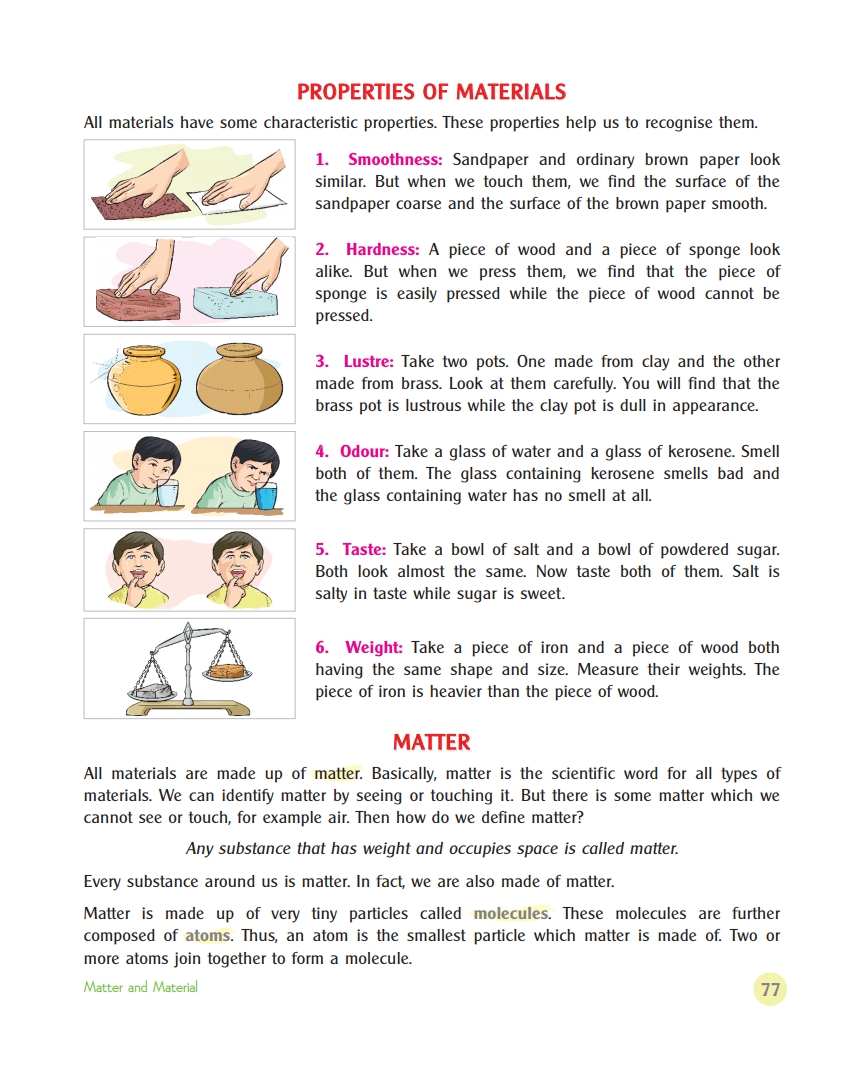 PROPERTIES OF MATERIALS
All materials have some characteristic properties. These properties help us to recognise them.
1. Smoothness: Sandpaper and ordinary brown paper look
similar. But when we touch them, we find the surface of the
sandpaper coarse and the surface of the brown paper smooth.
2. Hardness: A piece of wood and a piece of sponge look
alike. But when we press them, we find that the piece of
sponge is easily pressed while the piece of wood cannot be
pressed.
3. Lustre: Take two pots. One made from clay and the other
made from brass. Look at them carefully. You will find that the
brass pot is lustrous while the clay pot is dull in appearance.
4. Odour: Take a glass of water and a glass of kerosene. Smell
both of them. The glass containing kerosene smells bad and
the glass containing water has no smell at all.
5. Taste: Take a bowl of salt and a bowl of powdered sugar.
Both look almost the same. Now taste both of them. Salt is
salty in taste while sugar is sweet.
6. Weight: Take a piece of iron and a piece of wood both
having the same shape and size. Measure their weights. The
piece of iron is heavier than the piece of wood.
MATTER
All materials are made up of matter. Basically, matter is the scientific word for all types of
materials. We can identify matter by seeing or touching it. But there is some matter which we
cannot see or touch, for example air. Then how do we define matter?
Any substance that has weight and occupies space is called matter.
Every substance around us is matter. In fact, we are also made of matter.
Matter is made up of very tiny particles called molecules. These molecules are further
composed of atoms. Thus, an atom is the smallest particle which matter is made of. Two or
more atoms join together to form a molecule.
Matter and Material
77